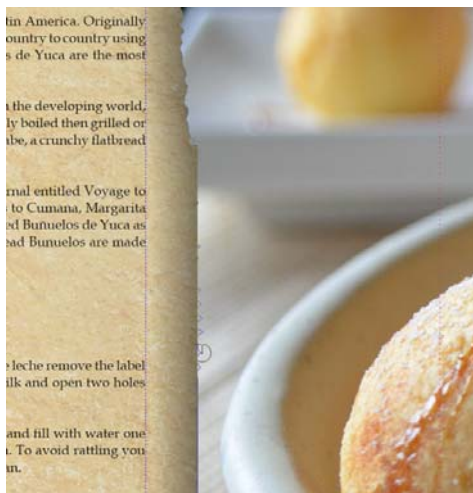 tin America. Originally
ountry to country using
s de Yuca are the most
n the developing world,
ly boiled then grilled or
abe, a crunchy flatbread
rnal entitled Voyage to
s to Cumana, Margarita
ed Bunuelos de Yuca as
ead Bunuelos are made
e leche remove the label
ilk and open two holes
and fill with water one
. To avoid rattling you
an.